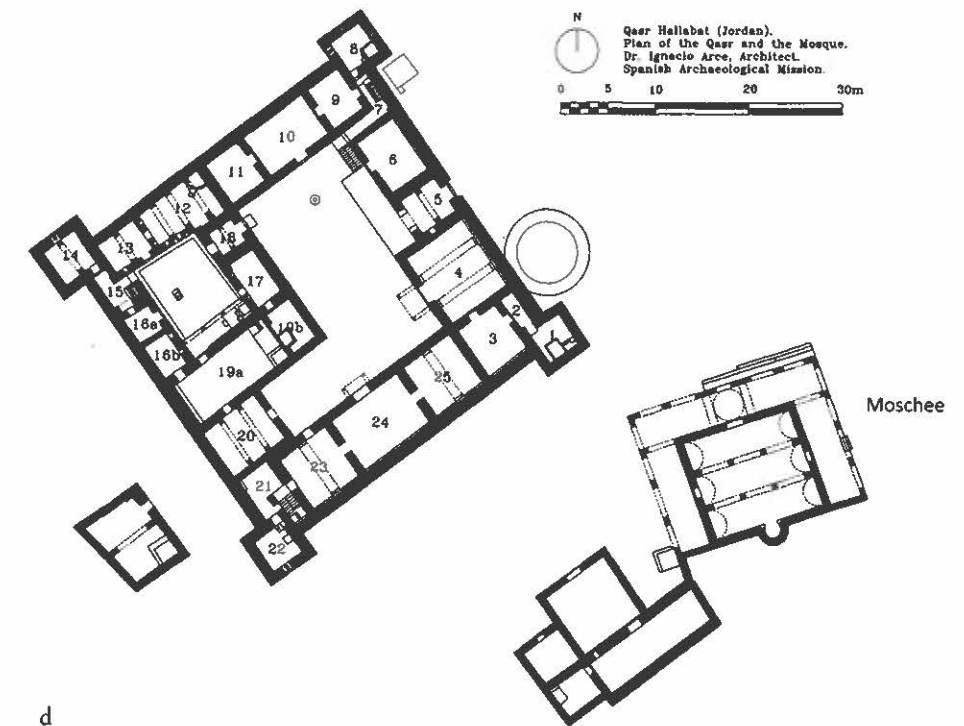 N
Qasr Hallabat (Jordan).
Plan of the Qasr and the Mosque.
Dr. Ignacio Arce, Architect.
Spanish Archaeological Mission.
0 5 10 20 30m
8
9
7
10
6
11
5
12
18
14
13
4
17
15
2
16a
19b
1
3
16b
19a
25
Moschee
24
20
23
21
22
d